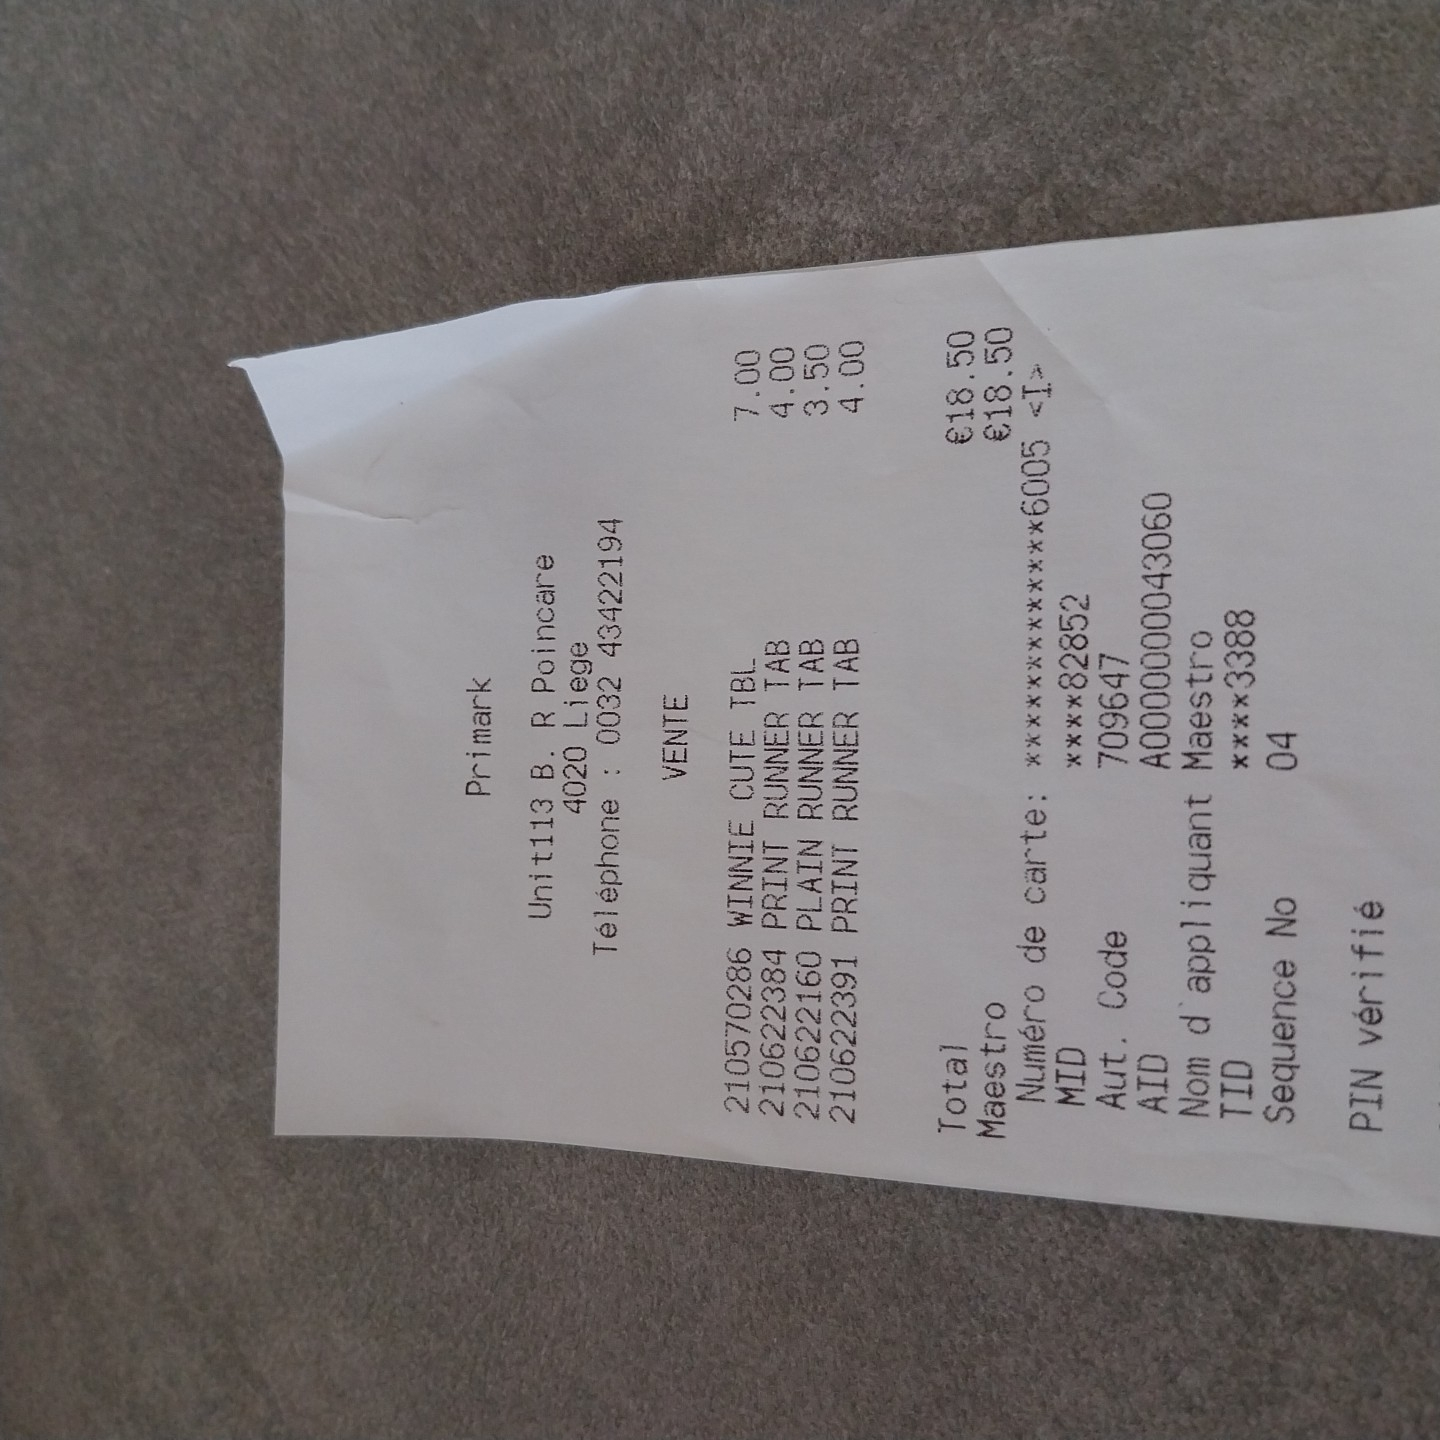 Primark
Unit113 B. R Poincare
4020 Liege
Téléphone : 0032 43422194
VENTE
210570286 WINNIE CUTE TBL 7.00
210622384 PRINT RUNNER TAB 4.00
210622160 PLAIN RUNNER TAB 3.50
210622391 PRINT RUNNER TAB 4.00
Total €18.50
Maestro €18.50
Numéro de carte: ***************6005 <I>
MID ****82852
Aut. Code 709647
AID A0000000043060
Nom d`appliquant Maestro
TID ****3388
Sequence No 04
PIN vérifié